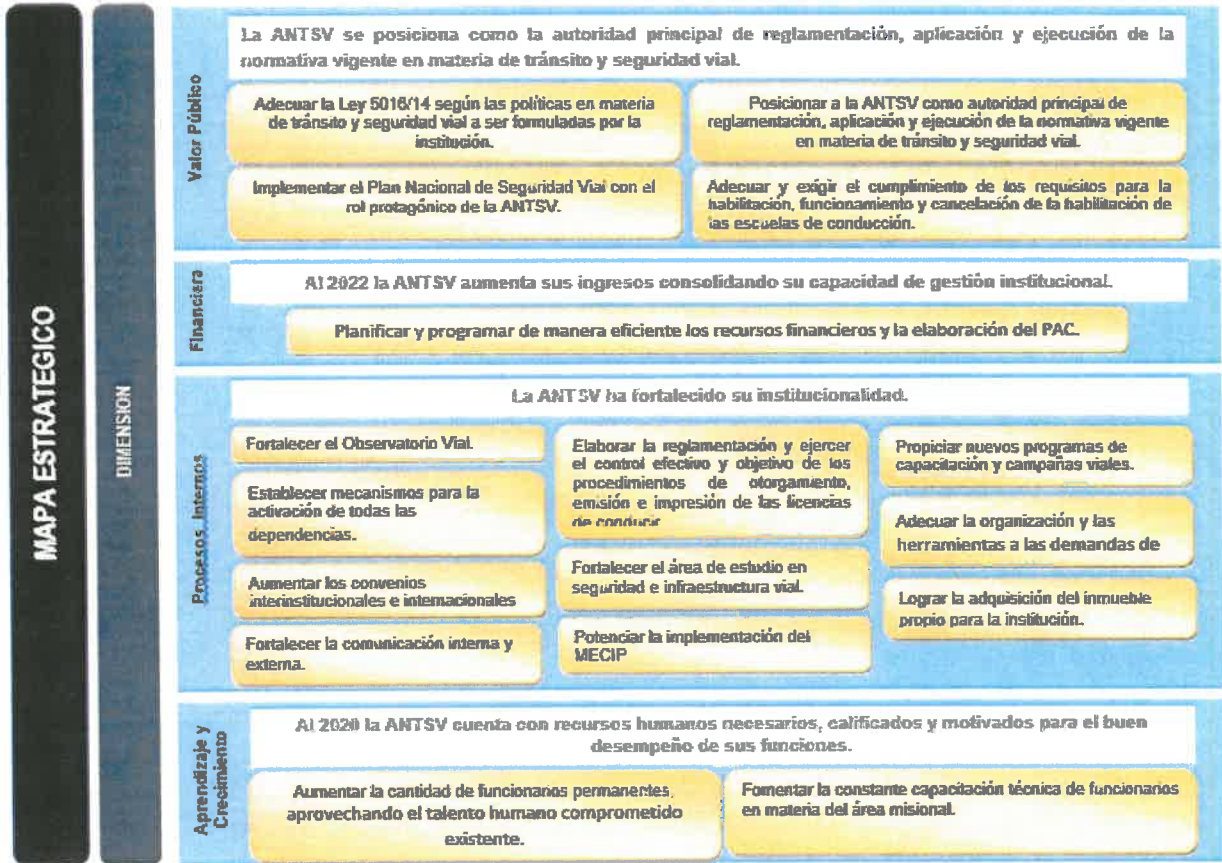 MAPA ESTRATEGICO
DIMENSION
Valor Público
La ANTSV se posiciona como la autoridad principal de reglamentación, aplicación y ejecución de la
normativa vigente en materia de tránsito y seguridad vial.
Adecuar la Ley 5016/14 según las políticas en materia
de tránsito y seguridad vial a ser formuladas por la
institución.
Posicionar a la ANTSV como autoridad principal de
reglamentación, aplicación y ejecución de la normativa vigente
en materia de tránsito y seguridad vial.
Implementar el Plan Nacional de Seguridad Vial con el
rol protagónico de la ANTSV.
Adecuar y exigir el cumplimiento de los requisitos para la
habilitación, funcionamiento y cancelación de la habilitación de
las escuelas de conducción.
Financiera
Al 2022 la ANTSV aumenta sus ingresos consolidando su capacidad de gestión institucional.
Planificar y programar de manera eficiente los recursos financieros y la elaboración del PAC.
Procesos Internos
La ANTSV ha fortalecido su institucionalidad.
Fortalecer el Observatorio Vial.
Establecer mecanismos para la
activación de todas las
dependencias.
Aumentar los convenios
interinstitucionales e internacionales
Fortalecer la comunicación interna y
externa.
Elaborar la reglamentación y ejercer
el control efectivo y objetivo de los
procedimientos de otorgamiento,
emisión e impresión de las licencias
de conducir
Fortalecer el área de estudio en
seguridad e infraestructura vial.
Potenciar la implementación del
MECIP
Propiciar nuevos programas de
capacitación y campañas viales.
Adecuar la organización y las
herramientas a las demandas de
Lograr la adquisición del inmueble
propio para la institución.
Aprendizaje y
Crecimiento
Al 2020 la ANTSV cuenta con recursos humanos necesarios, calificados y motivados para el buen
desempeño de sus funciones.
Aumentar la cantidad de funcionarios permanentes,
aprovechando el talento humano comprometido
existente.
Fomentar la constante capacitación técnica de funcionarios
en materia del área misional.